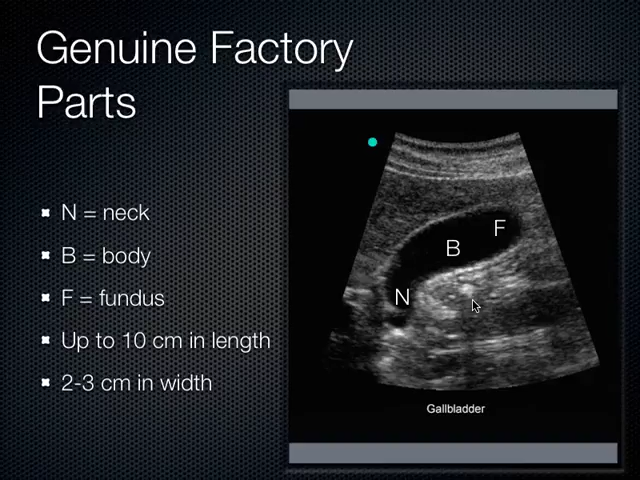 Genuine Factory
Parts
N = neck
B = body
F = fundus
Up to 10 cm in length
2-3 cm in width
F
B
N
Gallbladder